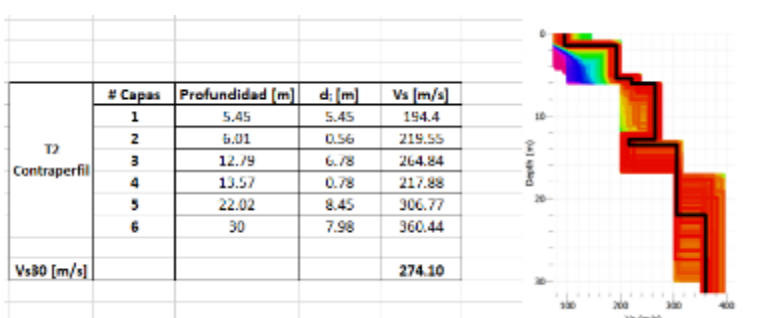 # Capas Profundidad [m] dᵢ [m] Vs [m/s]
1 5.45 5.45 194.4
2 6.01 0.56 219.55
T2 Contraperfil
3 12.79 6.78 264.84
4 13.57 0.78 217.88
5 22.02 8.45 306.77
6 30 7.98 360.44
Vs30 [m/s] 274.10
0
10
20
30
Depth (m)
100 200 300 400